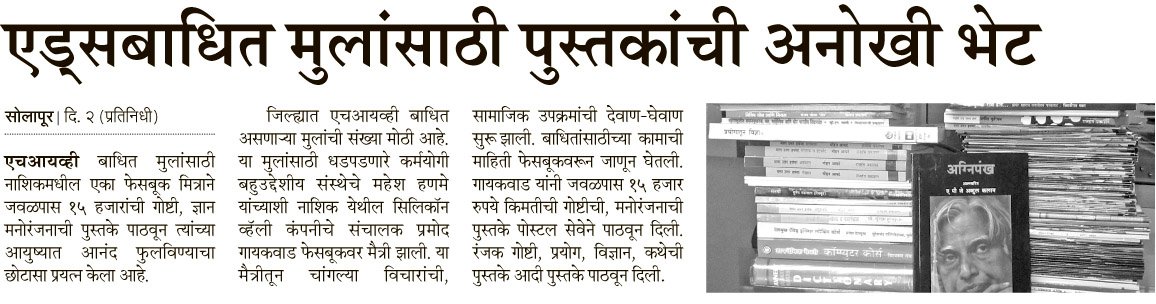 एड्सबाधित मुलांसाठी पुस्तकांची अनोखी भेट
सोलापूर | दि. २ (प्रतिनिधी)
एचआयव्ही बाधित मुलांसाठी
नाशिकमधील एका फेसबूक मित्राने
जवळपास १५ हजारांची गोष्टी, ज्ञान
मनोरंजनाची पुस्तके पाठवून त्यांच्या
आयुष्यात आनंद फुलविण्याचा
छोटासा प्रयत्न केला आहे.
जिल्ह्यात एचआयव्ही बाधित
असणाऱ्या मुलांची संख्या मोठी आहे.
या मुलांसाठी धडपडणारे कर्मयोगी
बहुउद्देशीय संस्थेचे महेश हणमे
यांच्याशी नाशिक येथील सिलिकॉन
व्हॅली कंपनीचे संचालक प्रमोद
गायकवाड फेसबूकवर मैत्री झाली. या
मैत्रीतून चांगल्या विचारांची,
सामाजिक उपक्रमांची देवाण-घेवाण
सुरू झाली. बाधितांसाठीच्या कामाची
माहिती फेसबूकवरून जाणून घेतली.
गायकवाड यांनी जवळपास १५ हजार
रुपये किमतीची गोष्टीची, मनोरंजनाची
पुस्तके पोस्टल सेवेने पाठवून दिली.
रंजक गोष्टी, प्रयोग, विज्ञान, कथेची
पुस्तके आदी पुस्तके पाठवून दिली.
अग्निपंख
ए पी जे अब्दुल कलाम
कॉम्प्युटर कोर्स
DICTIONARY